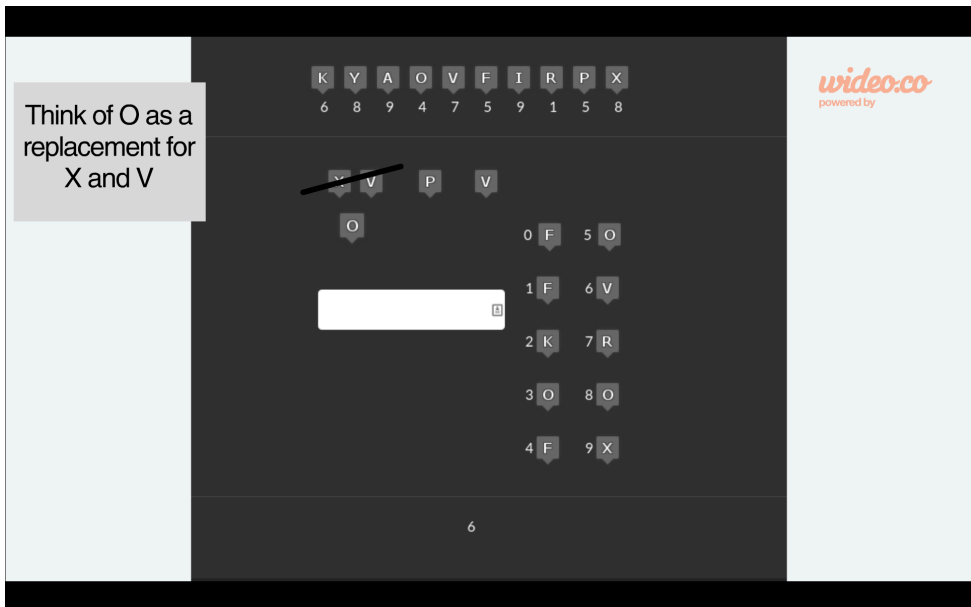 K Y A O V F I R P X
6 8 9 4 7 5 9 1 5 8
wideo.co
powered by
Think of O as a
replacement for
X and V
X V P V
O
0 F 5 O
1 F 6 V
2 K 7 R
3 O 8 O
4 F 9 X
6